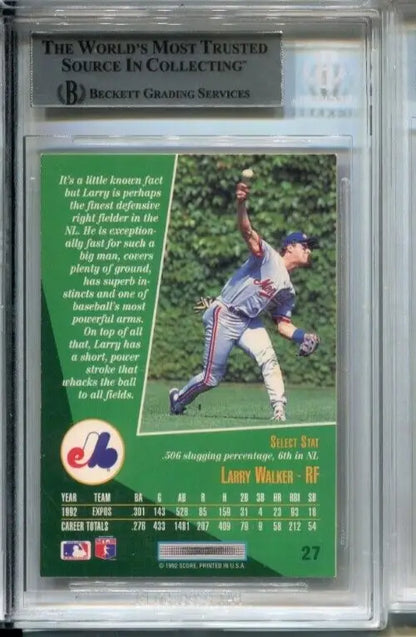 THE WORLD'S MOST TRUSTED
SOURCE IN COLLECTING™
B BECKETT GRADING SERVICES
It's a little known fact
but Larry is perhaps
the finest defensive
right fielder in the
NL. He is exception-
ally fast for such a
big man, covers
plenty of ground,
has superb in-
stincts and one of
baseball's most
powerful arms.
On top of all
that, Larry has
a short, power
stroke that
whacks the ball
to all fields.
SELECT STAT
.506 slugging percentage, 6th in NL
LARRY WALKER - RF
YEAR TEAM BA G AB R H 2B 3B HR RBI SB
1992 EXPOS .301 143 528 85 159 31 4 23 93 18
CAREER TOTALS .276 433 1481 207 409 76 9 58 212 54
27
© 1992 SCORE, PRINTED IN U.S.A.